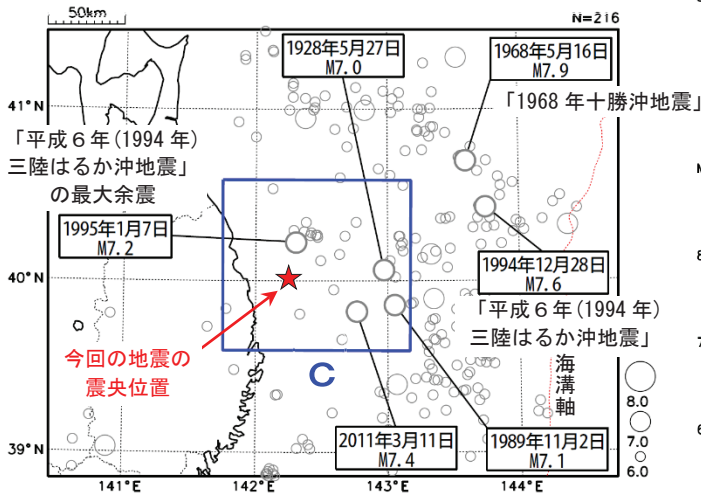 50km
N=216
1928年5月27日
M7.0
1968年5月16日
M7.9
「1968年十勝沖地震」
41°N
「平成６年(1994年)
三陸はるか沖地震」
の最大余震
1995年1月7日
M7.2
1994年12月28日
M7.6
「平成６年(1994年)
三陸はるか沖地震」
40°N
今回の地震の
震央位置
C
海溝軸
8.0
7.0
6.0
2011年3月11日
M7.4
1989年11月2日
M7.1
39°N
141°E
142°E
143°E
144°E